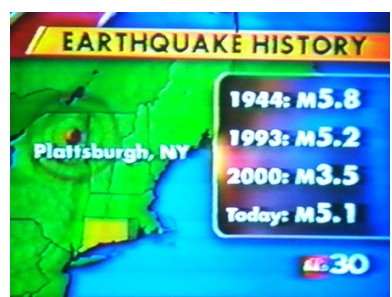 EARTHQUAKE HISTORY
1944: M5.8
1993: M5.2
2000: M3.5
Today: M5.1
Plattsburgh, NY
30